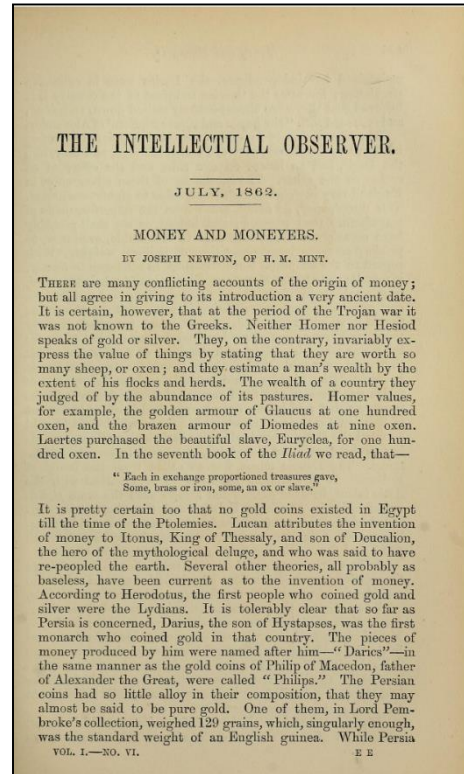 THE INTELLECTUAL OBSERVER.
JULY, 1862.
MONEY AND MONEYERS.
BY JOSEPH NEWTON, OF H. M. MINT.
THERE are many conflicting accounts of the origin of money;
but all agree in giving to its introduction a very ancient date.
It is certain, however, that at the period of the Trojan war it
was not known to the Greeks. Neither Homer nor Hesiod
speaks of gold or silver. They, on the contrary, invariably ex-
press the value of things by stating that they are worth so
many sheep, or oxen; and they estimate a man's wealth by the
extent of his flocks and herds. The wealth of a country they
judged of by the abundance of its pastures. Homer values,
for example, the golden armour of Glaucus at one hundred
oxen, and the brazen armour of Diomedes at nine oxen.
Laertes purchased the beautiful slave, Euryclea, for one hun-
dred oxen. In the seventh book of the Iliad we read, that—
"Each in exchange proportioned treasures gave,
Some, brass or iron, some, an ox or slave."
It is pretty certain too that no gold coins existed in Egypt
till the time of the Ptolemies. Lucan attributes the invention
of money to Itonus, King of Thessaly, and son of Deucalion,
the hero of the mythological deluge, and who was said to have
re-peopled the earth. Several other theories, all probably as
baseless, have been current as to the invention of money.
According to Herodotus, the first people who coined gold and
silver were the Lydians. It is tolerably clear that so far as
Persia is concerned, Darius, the son of Hystapses, was the first
monarch who coined gold in that country. The pieces of
money produced by him were named after him—"Darics"—in
the same manner as the gold coins of Philip of Macedon, father
of Alexander the Great, were called "Philips." The Persian
coins had so little alloy in their composition, that they may
almost be said to be pure gold. One of them, in Lord Pem-
broke's collection, weighed 129 grains, which, singularly enough,
was the standard weight of an English guinea. While Persia
VOL. I.—NO. VI. E E